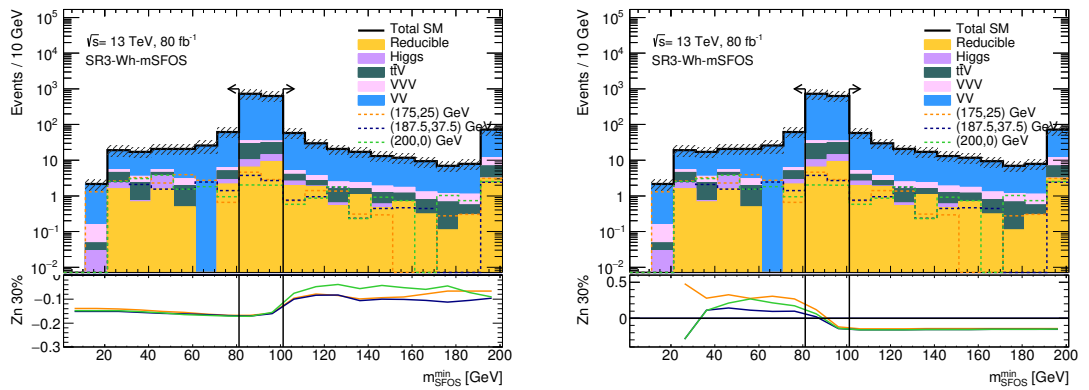 Events / 10 GeV
10⁵
10⁴
10³
10²
10
1
10⁻¹
10⁻²
√s= 13 TeV, 80 fb⁻¹
SR3-Wh-mSFOS
Total SM
Reducible
Higgs
tt̄V
VVV
VV
(175,25) GeV
(187.5,37.5) GeV
(200,0) GeV
Zn 30%
0
−0.1
−0.2
−0.3
20 40 60 80 100 120 140 160 180 200
m^min_SFOS [GeV]
Events / 10 GeV
10⁵
10⁴
10³
10²
10
1
10⁻¹
10⁻²
√s= 13 TeV, 80 fb⁻¹
SR3-Wh-mSFOS
Total SM
Reducible
Higgs
tt̄V
VVV
VV
(175,25) GeV
(187.5,37.5) GeV
(200,0) GeV
Zn 30%
0.5
0
20 40 60 80 100 120 140 160 180 200
m^min_SFOS [GeV]